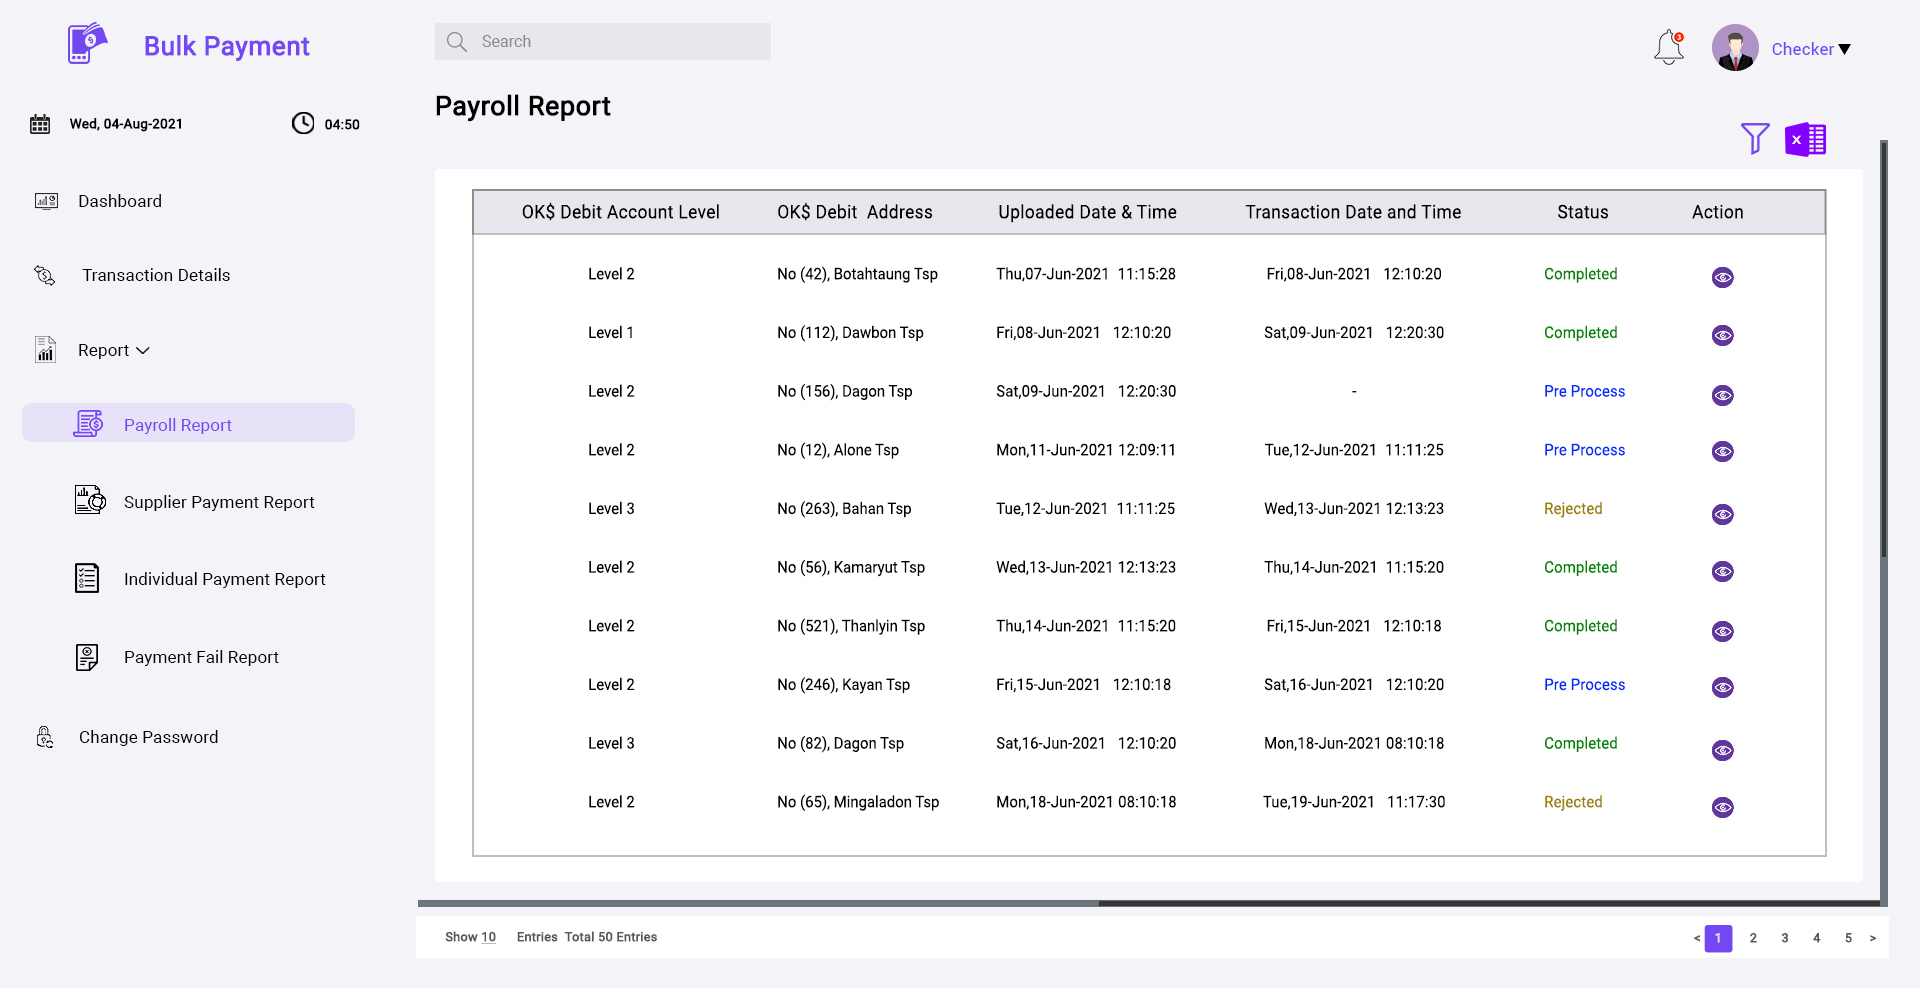 Bulk Payment
Search
3
Checker
Payroll Report
Wed, 04-Aug-2021
04:50
X
Dashboard
Transaction Details
Report
Payroll Report
Supplier Payment Report
Individual Payment Report
Payment Fail Report
Change Password
OK$ Debit Account Level OK$ Debit Address Uploaded Date & Time Transaction Date and Time Status Action
Level 2 No (42), Botahtaung Tsp Thu,07-Jun-2021 11:15:28 Fri,08-Jun-2021 12:10:20 Completed
Level 1 No (112), Dawbon Tsp Fri,08-Jun-2021 12:10:20 Sat,09-Jun-2021 12:20:30 Completed
Level 2 No (156), Dagon Tsp Sat,09-Jun-2021 12:20:30 - Pre Process
Level 2 No (12), Alone Tsp Mon,11-Jun-2021 12:09:11 Tue,12-Jun-2021 11:11:25 Pre Process
Level 3 No (263), Bahan Tsp Tue,12-Jun-2021 11:11:25 Wed,13-Jun-2021 12:13:23 Rejected
Level 2 No (56), Kamaryut Tsp Wed,13-Jun-2021 12:13:23 Thu,14-Jun-2021 11:15:20 Completed
Level 2 No (521), Thanlyin Tsp Thu,14-Jun-2021 11:15:20 Fri,15-Jun-2021 12:10:18 Completed
Level 2 No (246), Kayan Tsp Fri,15-Jun-2021 12:10:18 Sat,16-Jun-2021 12:10:20 Pre Process
Level 3 No (82), Dagon Tsp Sat,16-Jun-2021 12:10:20 Mon,18-Jun-2021 08:10:18 Completed
Level 2 No (65), Mingaladon Tsp Mon,18-Jun-2021 08:10:18 Tue,19-Jun-2021 11:17:30 Rejected
Show 10 Entries Total 50 Entries
< 1 2 3 4 5 >